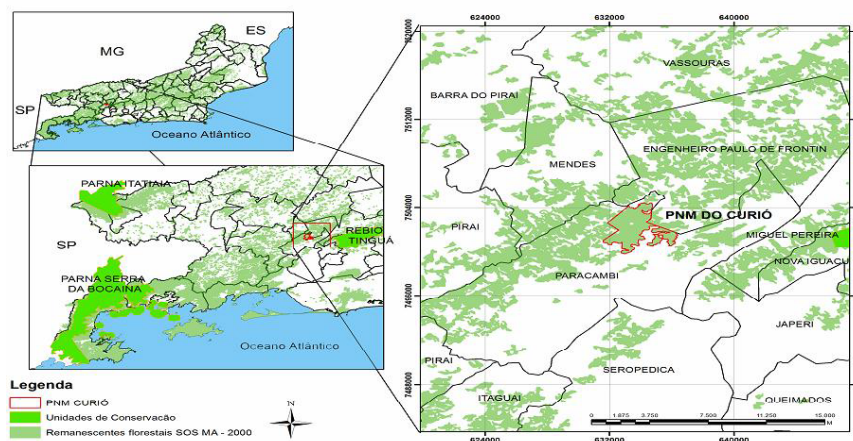 MG
ES
SP
Oceano Atlântico
PARNA ITATIAIA
SP
REBIO
TINGUÁ
PARNA SERRA
DA BOCAINA
Oceano Atlântico
Legenda
PNM CURIÓ
Unidades de Conservação
Remanescentes florestais SOS MA - 2000
N
624000
632000
640000
7520000
7512000
7504000
7496000
7488000
VASSOURAS
BARRA DO PIRAI
ENGENHEIRO PAULO DE FRONTIN
MENDES
PNM DO CURIÓ
PIRAI
MIGUEL PEREIRA
NOVA IGUACU
PARACAMBI
JAPERI
SEROPEDICA
PIRAI
ITAGUAI
QUEIMADOS
0 1.875 3.750 7.500 11.250 15.000
M
624000
632000
640000